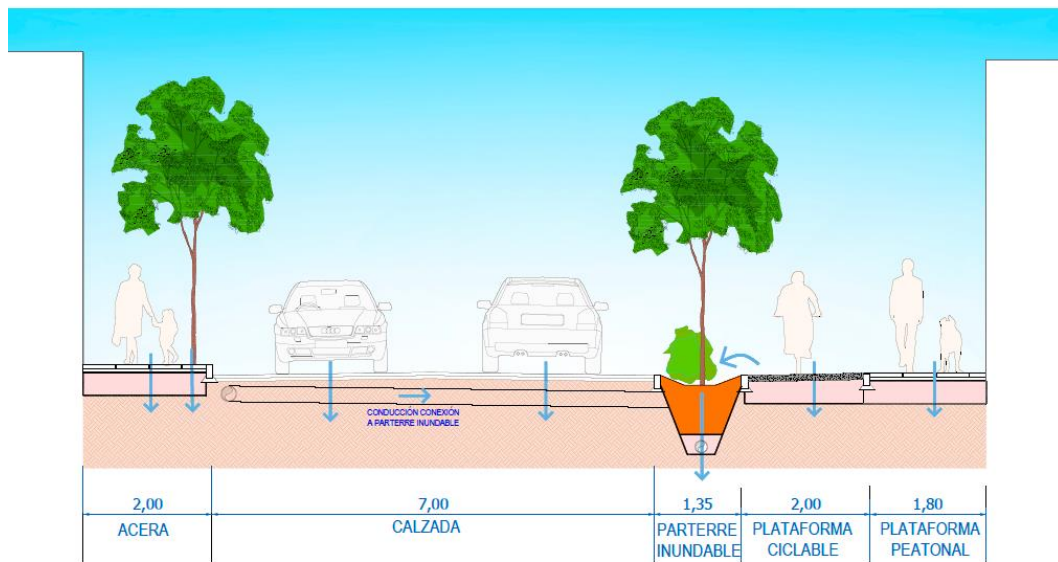 CONDUCCIÓN CONEXIÓN
A PARTERRE INUNDABLE
2,00
ACERA
7,00
CALZADA
1,35
PARTERRE
INUNDABLE
2,00
PLATAFORMA
CICLABLE
1,80
PLATAFORMA
PEATONAL